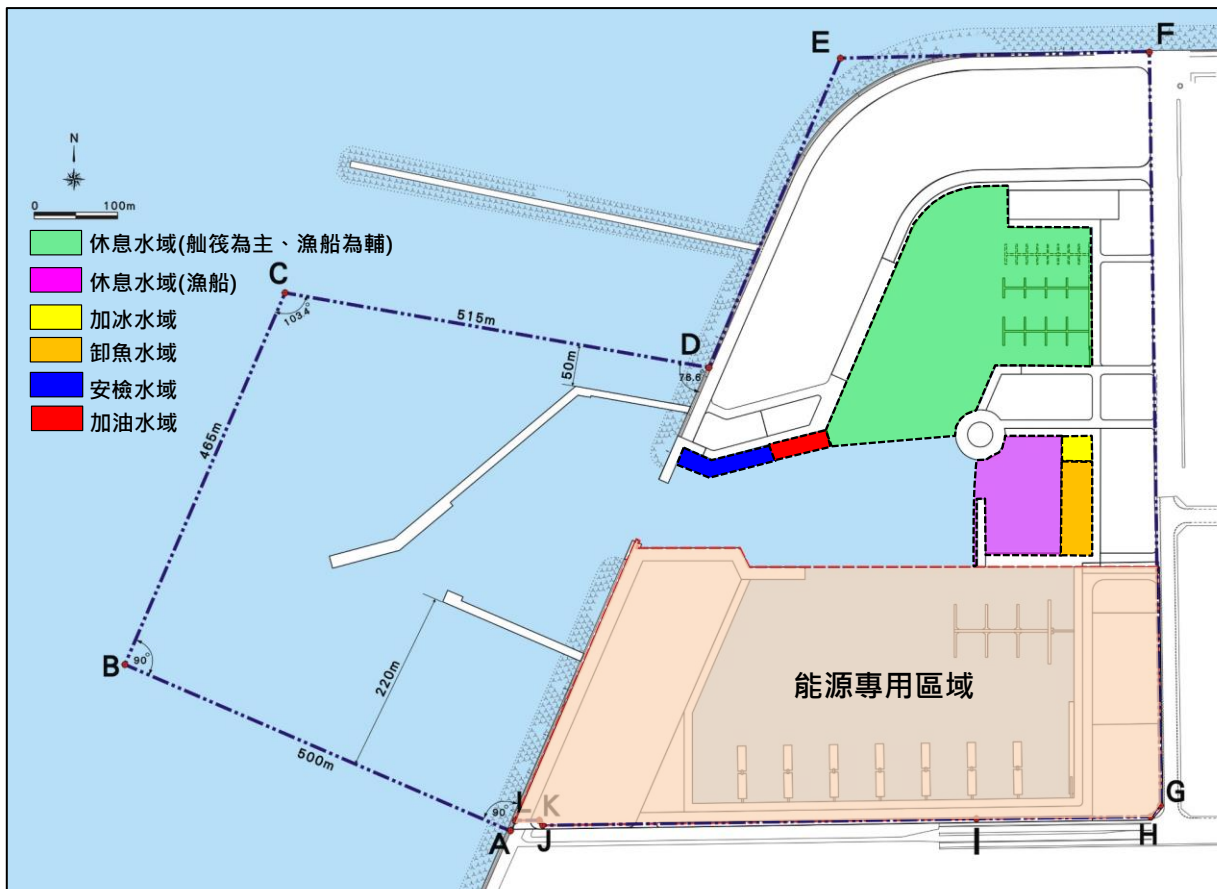 E
F
N
0 100m
休息水域(舢筏為主、漁船為輔)
休息水域(漁船)
加冰水域
卸魚水域
安檢水域
加油水域
C
103.4°
515m
D
78.6°
50m
465m
B
90°
220m
500m
能源專用區域
90°
L
K
A
J
I
H
G